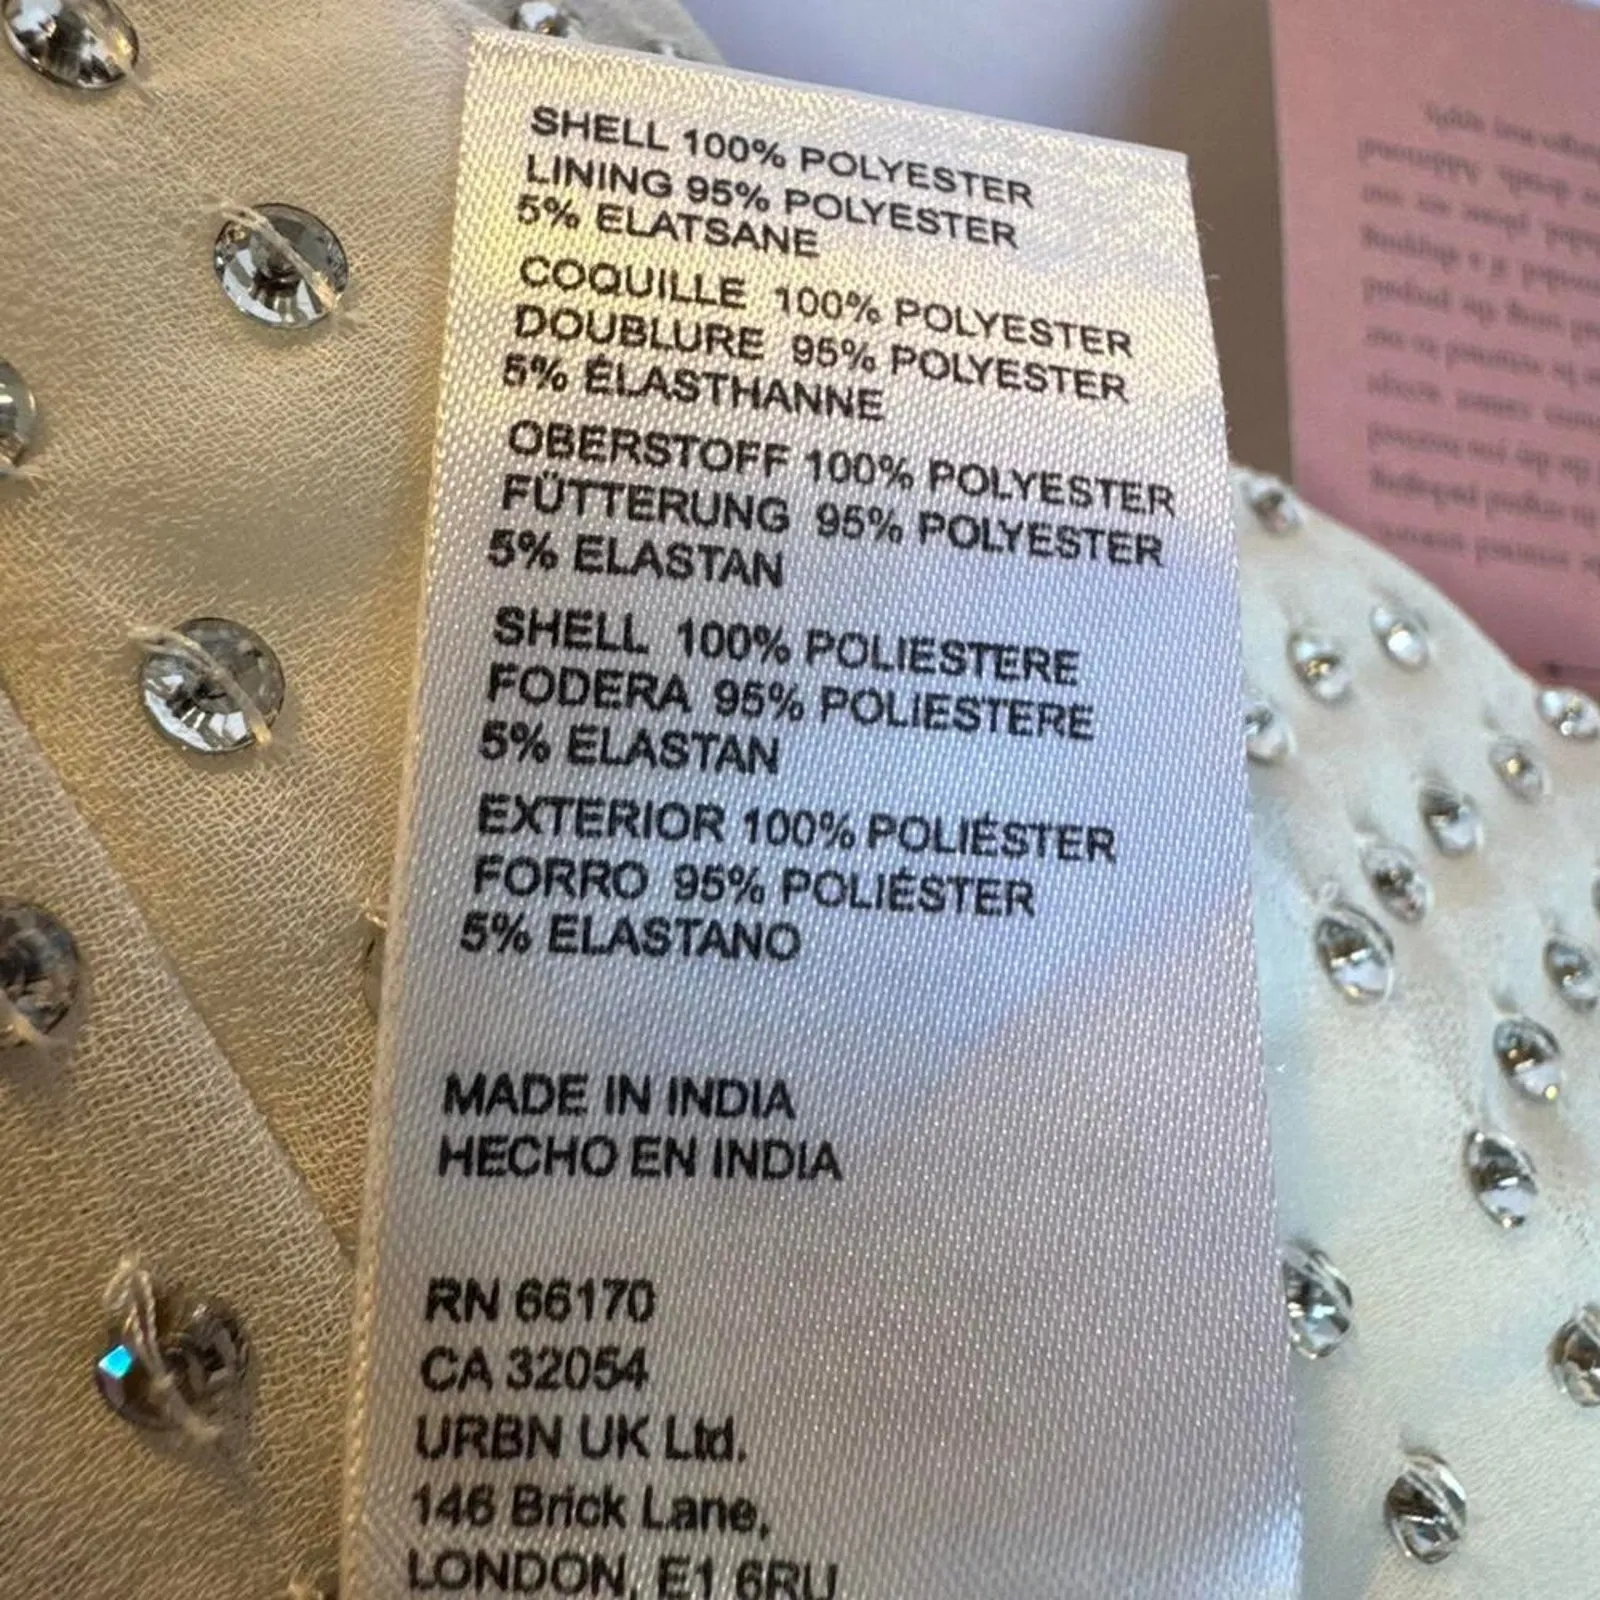 SHELL 100% POLYESTER
LINING 95% POLYESTER
5% ELATSANE
COQUILLE 100% POLYESTER
DOUBLURE 95% POLYESTER
5% ÉLASTHANNE
OBERSTOFF 100% POLYESTER
FÜTTERUNG 95% POLYESTER
5% ELASTAN
SHELL 100% POLIESTERE
FODERA 95% POLIESTERE
5% ELASTAN
EXTERIOR 100% POLIÉSTER
FORRO 95% POLIÉSTER
5% ELASTANO
MADE IN INDIA
HECHO EN INDIA
RN 66170
CA 32054
URBN UK Ltd.
146 Brick Lane,
LONDON, E1 6RU